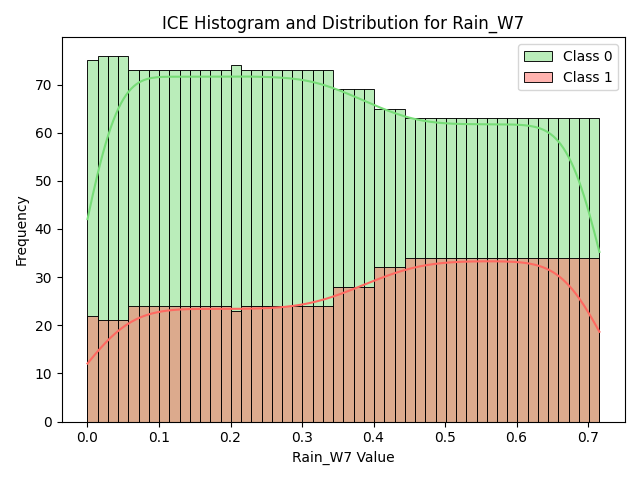 ICE Histogram and Distribution for Rain_W7
Class 0
Class 1
Frequency
70
60
50
40
30
20
10
0
0.0 0.1 0.2 0.3 0.4 0.5 0.6 0.7
Rain_W7 Value